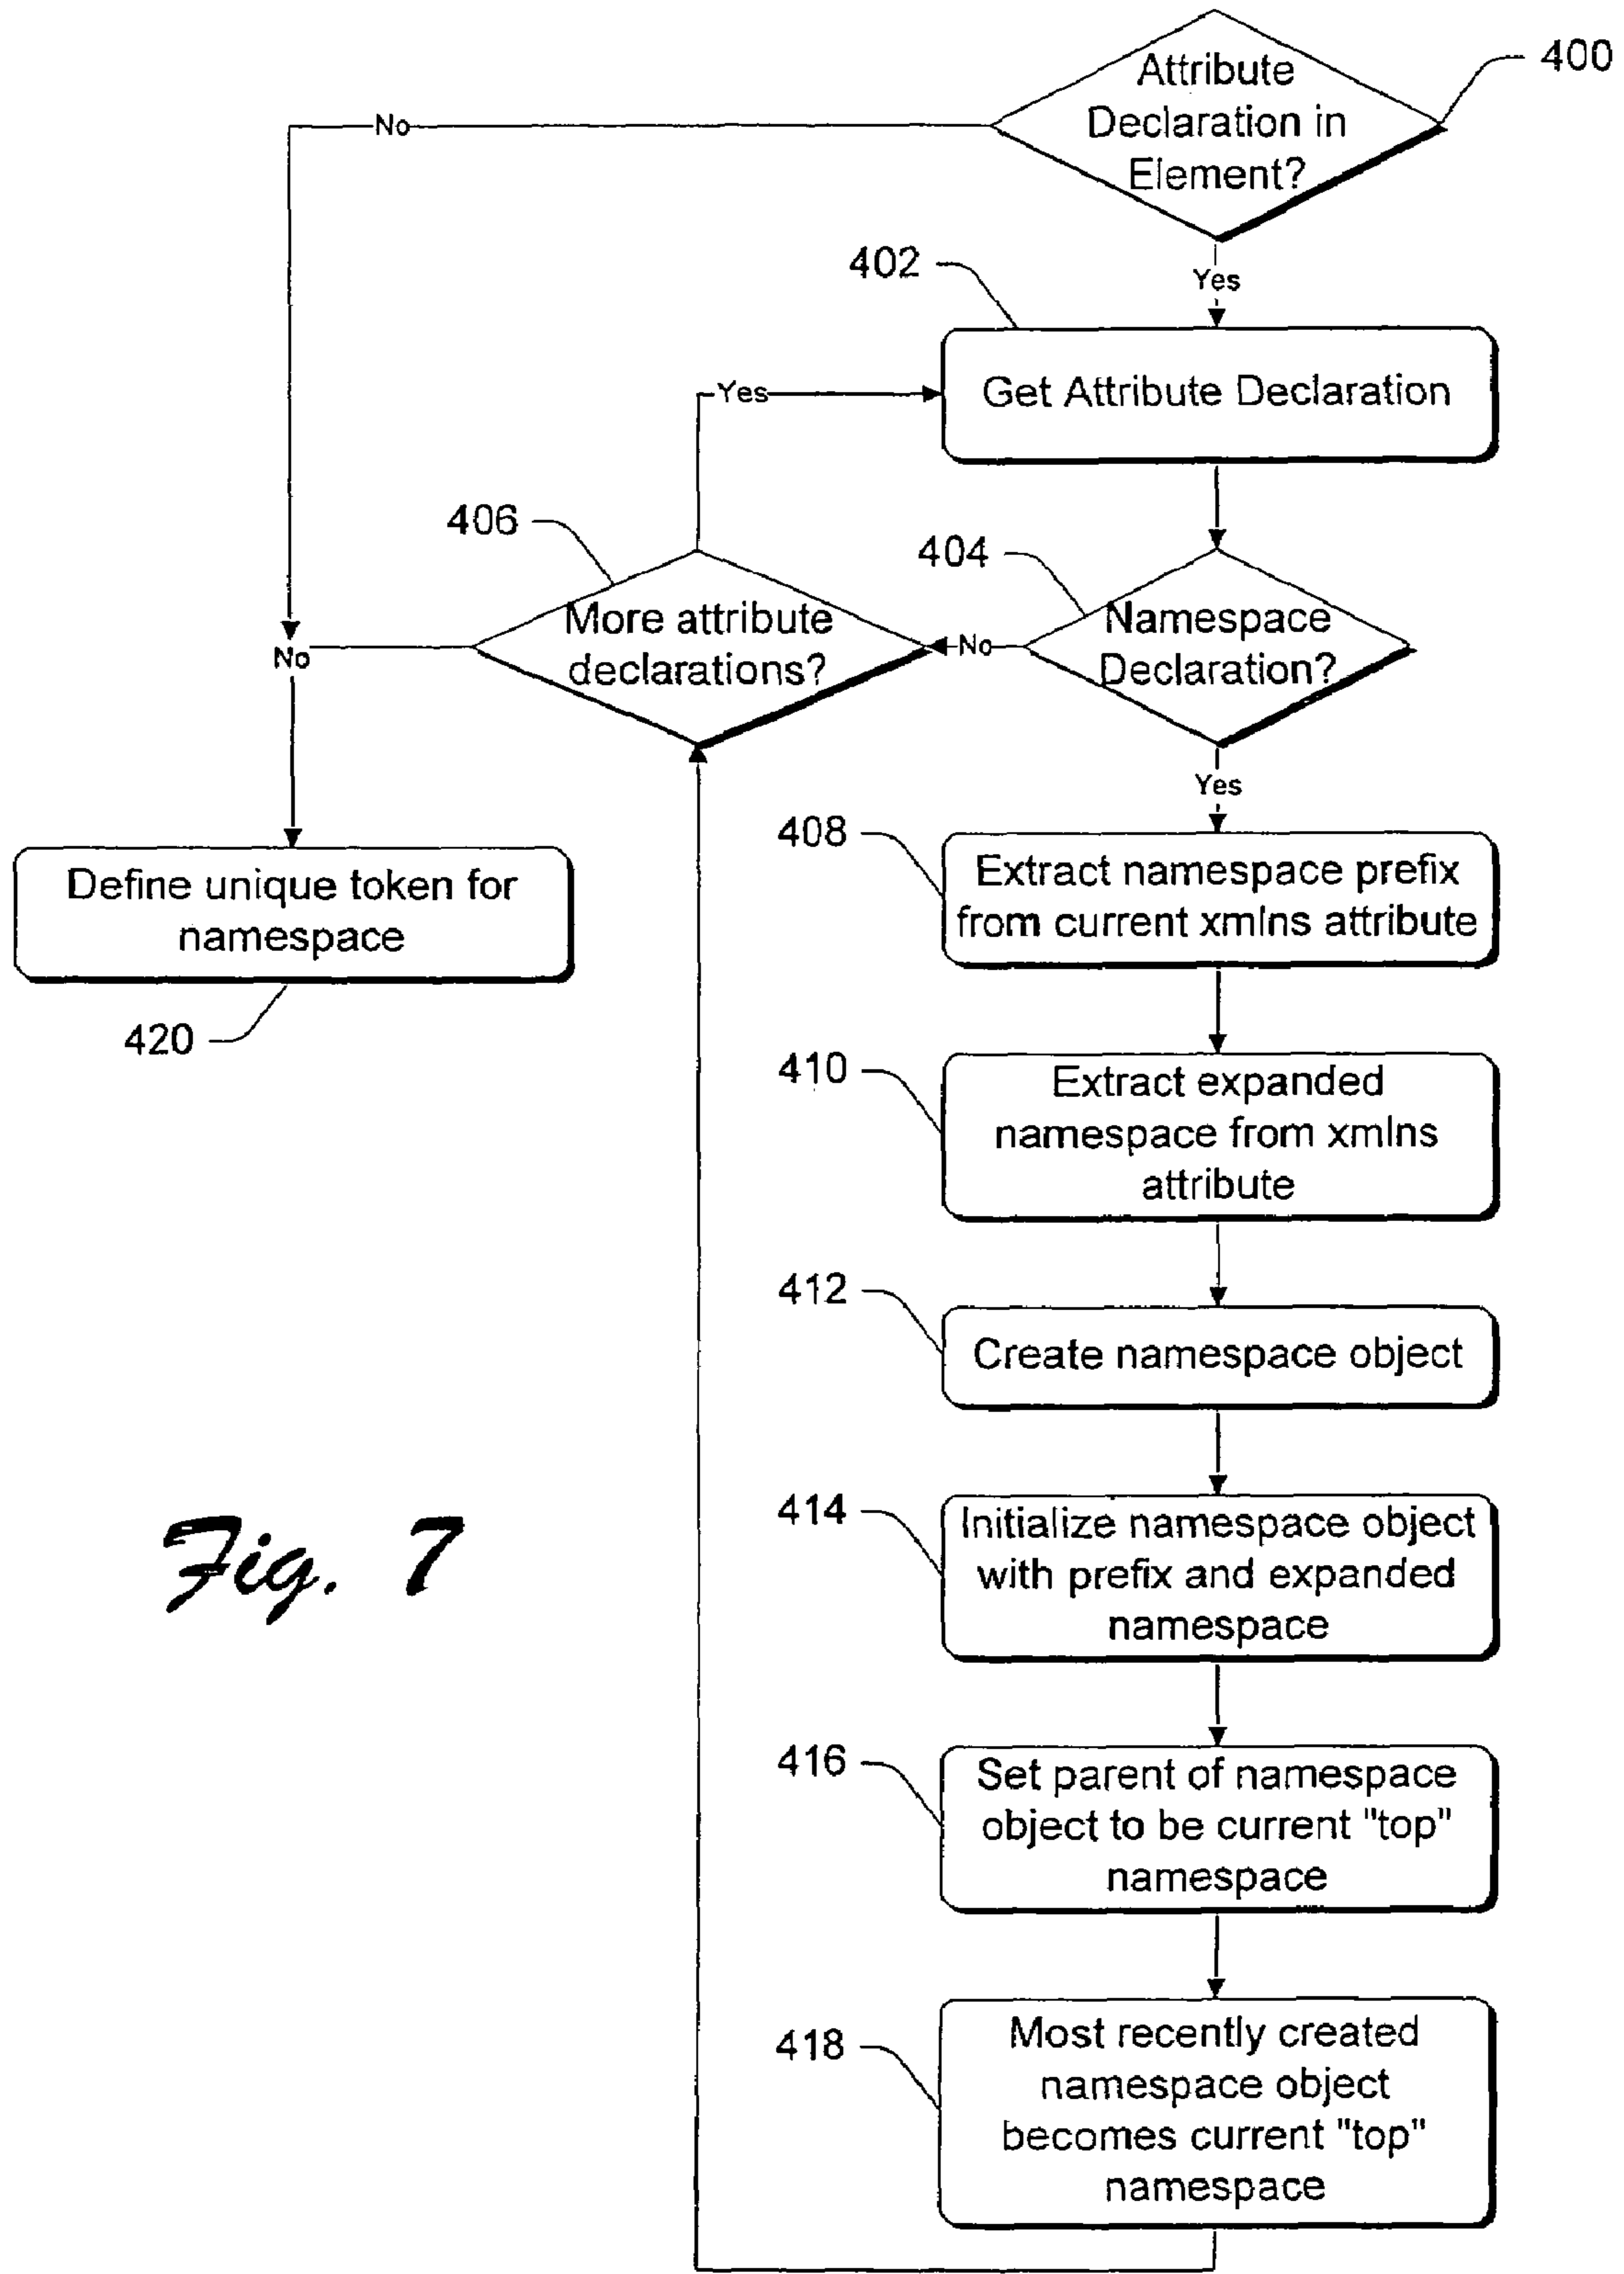 Attribute
Declaration in
Element?
400
No
Yes
402
Get Attribute Declaration
Yes
406
404
More attribute
declarations?
No
Namespace
Declaration?
No
Yes
408
Extract namespace prefix
from current xmlns attribute
Define unique token for
namespace
420
410
Extract expanded
namespace from xmlns
attribute
412
Create namespace object
414
Initialize namespace object
with prefix and expanded
namespace
Fig. 7
416
Set parent of namespace
object to be current "top"
namespace
418
Most recently created
namespace object
becomes current "top"
namespace